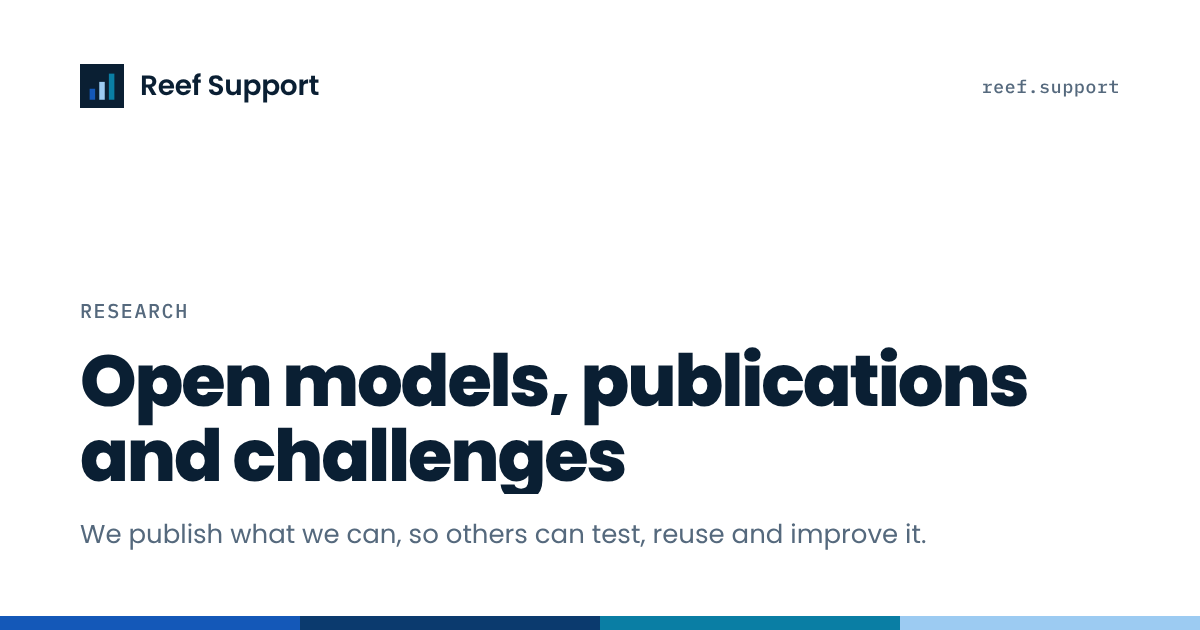 Reef Support
reef.support
RESEARCH
Open models, publications
and challenges
We publish what we can, so others can test, reuse and improve it.